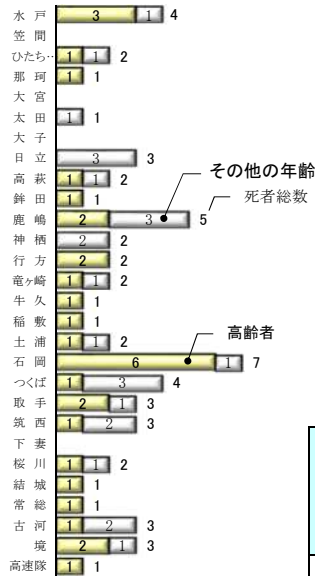 水戸 3 1 4
笠間
ひたち‥ 1 1 2
那珂 1 1
大宮
太田 1 1
大子
日立 3 3
高萩 1 1 2
その他の年齢
鉾田 1 1
死者総数
鹿嶋 2 3 5
神栖 2 2
行方 2 2
竜ヶ崎 1 1 2
牛久 1 1
稲敷 1 1
土浦 1 1 2
高齢者
石岡 6 1 7
つくば 1 3 4
取手 2 1 3
筑西 1 2 3
下妻
桜川 1 1 2
結城 1 1
常総 1 1
古河 1 2 3
境 2 1 3
高速隊 1 1